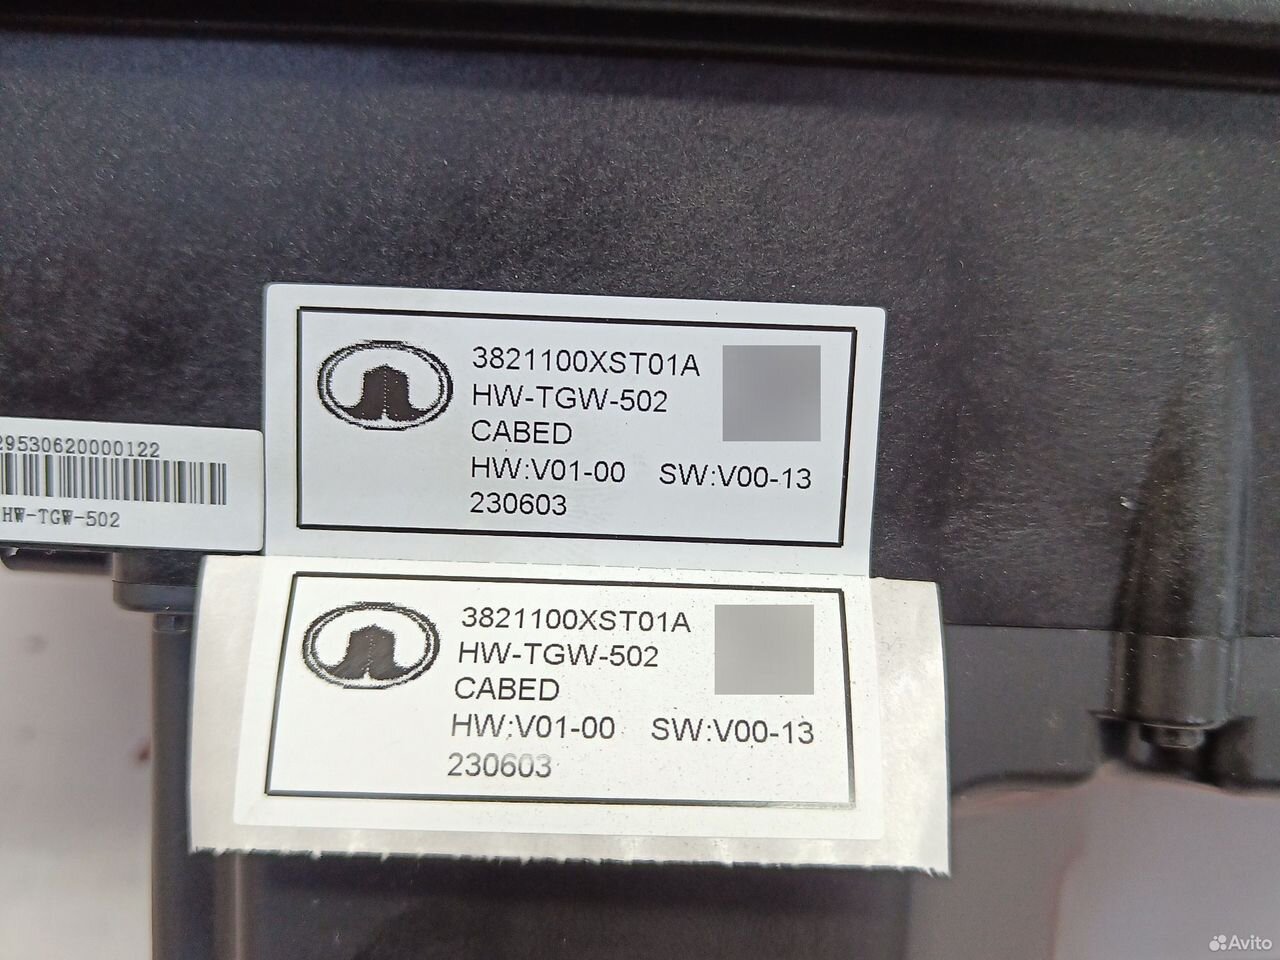 3821100XST01A
HW-TGW-502
CABED
HW:V01-00 SW:V00-13
230603
29530620000122
HW-TGW-502
3821100XST01A
HW-TGW-502
CABED
HW:V01-00 SW:V00-13
230603
Avito